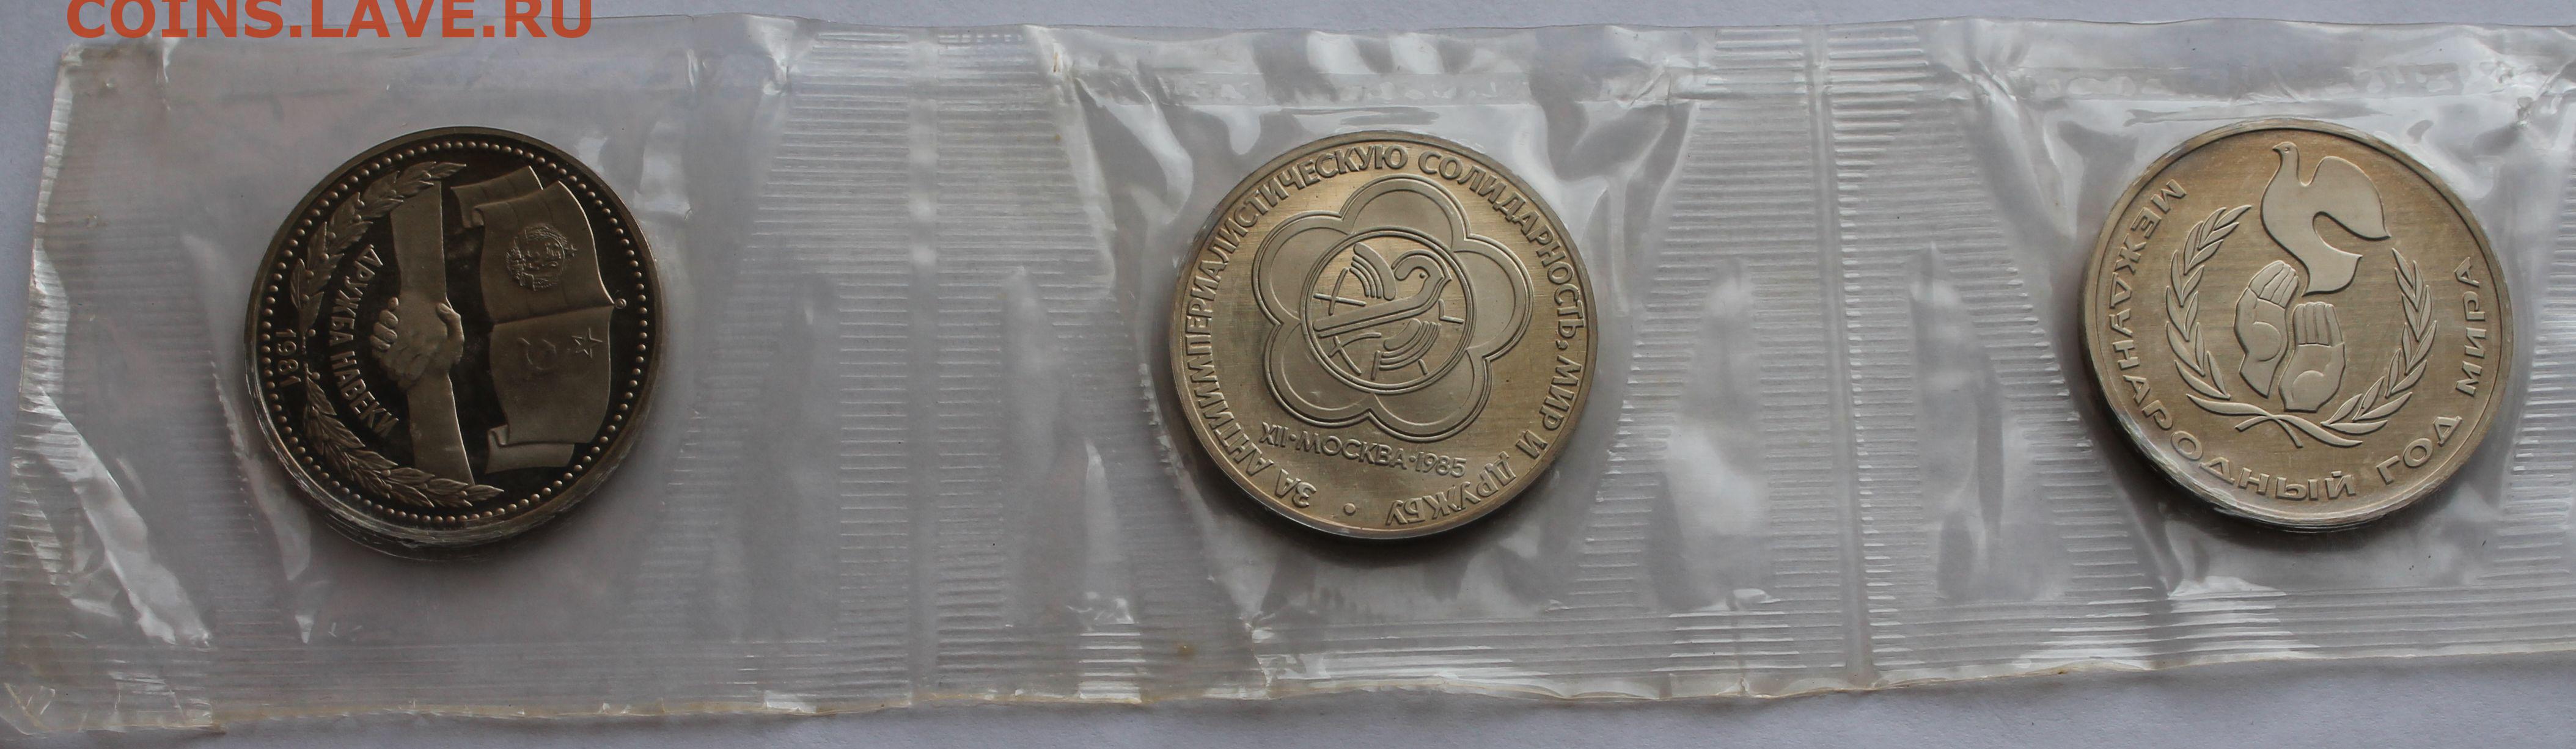 COINS.LAVE.RU
ДРУЖБА НАВЕКИ
1981
ЗА АНТИИМПЕРИАЛИСТИЧЕСКУЮ СОЛИДАРНОСТЬ, МИР И ДРУЖБУ •
XII•МОСКВА•1985
МЕЖДУНАРОДНЫЙ ГОД МИРА